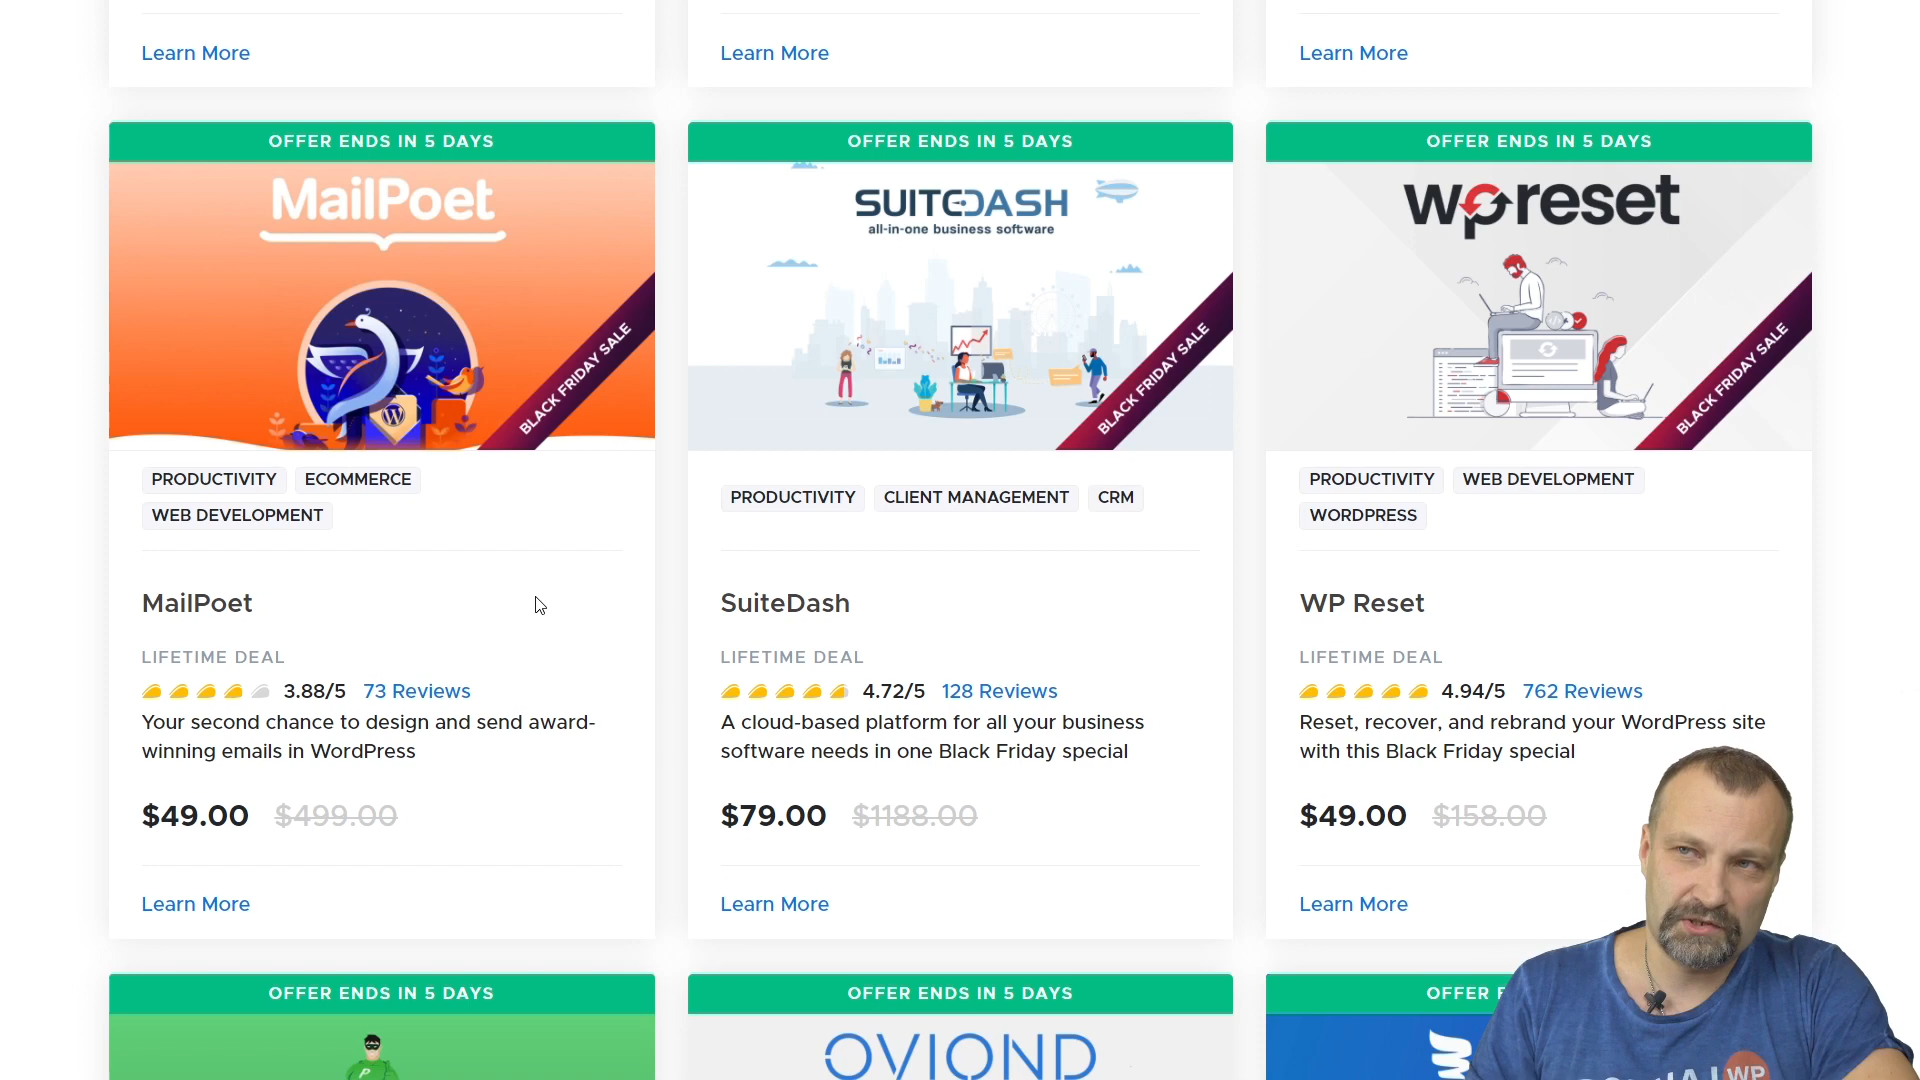 Learn More
Learn More
Learn More
OFFER ENDS IN 5 DAYS
OFFER ENDS IN 5 DAYS
OFFER ENDS IN 5 DAYS
MailPoet
BLACK FRIDAY SALE
SUITEDASH
all-in-one business software
BLACK FRIDAY SALE
wpreset
BLACK FRIDAY SALE
PRODUCTIVITY ECOMMERCE
WEB DEVELOPMENT
PRODUCTIVITY CLIENT MANAGEMENT CRM
PRODUCTIVITY WEB DEVELOPMENT
WORDPRESS
MailPoet
LIFETIME DEAL
3.88/5 73 Reviews
Your second chance to design and send award-
winning emails in WordPress
$49.00 $499.00
Learn More
SuiteDash
LIFETIME DEAL
4.72/5 128 Reviews
A cloud-based platform for all your business
software needs in one Black Friday special
$79.00 $1188.00
Learn More
WP Reset
LIFETIME DEAL
4.94/5 762 Reviews
Reset, recover, and rebrand your WordPress site
with this Black Friday special
$49.00 $158.00
Learn More
OFFER ENDS IN 5 DAYS
OFFER ENDS IN 5 DAYS
OFFER
P
OVIOND
WP